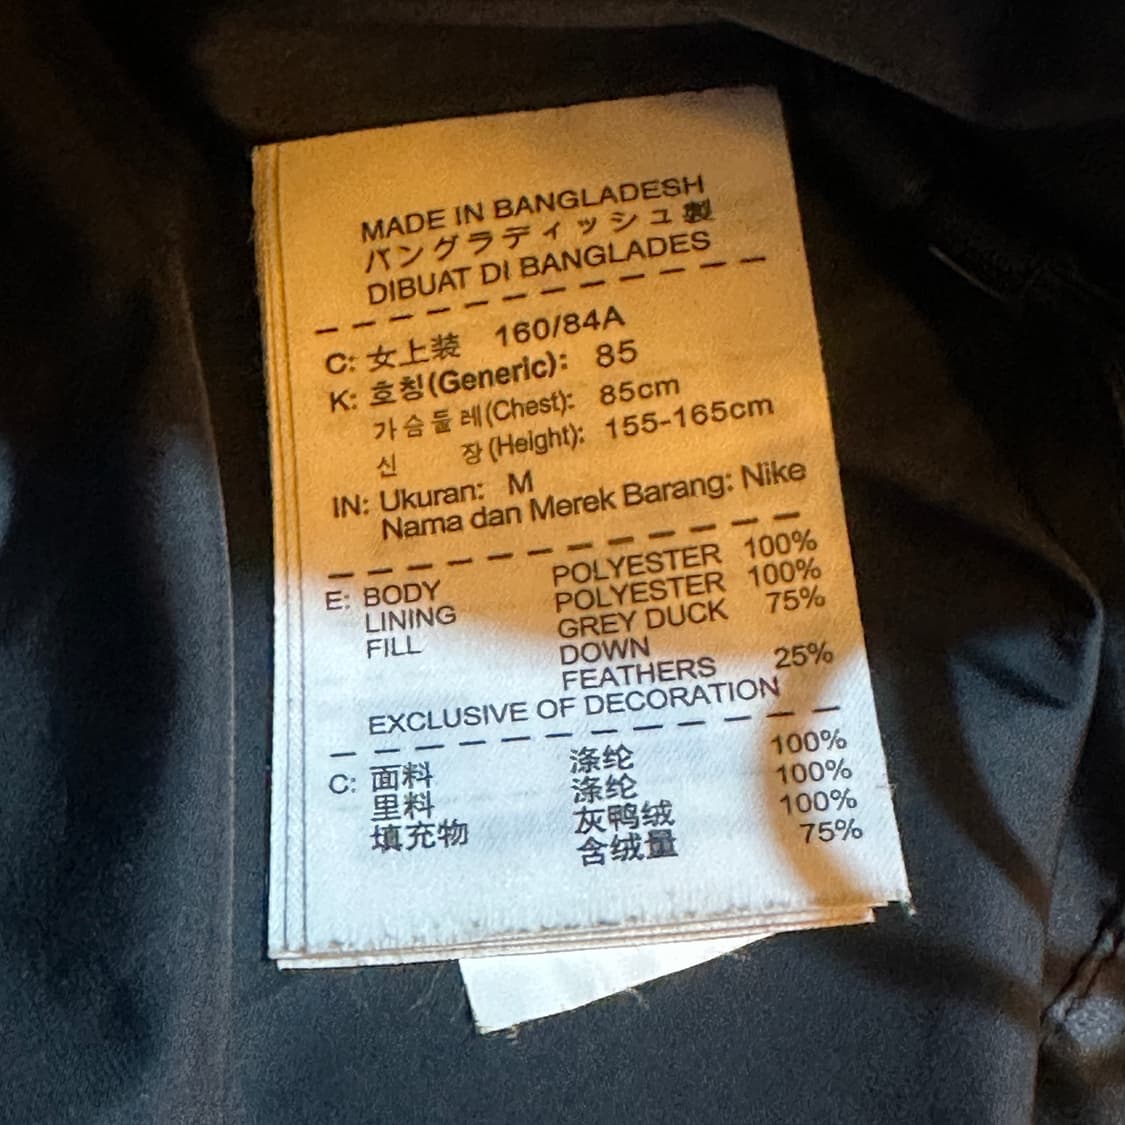 MADE IN BANGLADESH
バングラディッシュ製
DIBUAT DI BANGLADES
C: 女上装 160/84A
K: 호칭(Generic): 85
가슴둘레(Chest): 85cm
신 장(Height): 155-165cm
IN: Ukuran: M
Nama dan Merek Barang: Nike
E: BODY POLYESTER 100%
LINING POLYESTER 100%
FILL GREY DUCK 75%
DOWN
FEATHERS 25%
EXCLUSIVE OF DECORATION
C: 面料 涤纶 100%
里料 涤纶 100%
填充物 灰鸭绒 100%
含绒量 75%